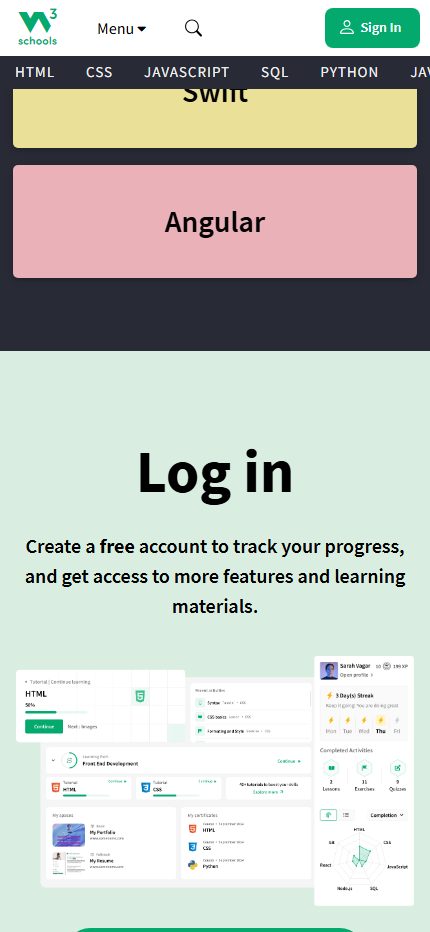 3
schools
Menu
Sign In
HTML CSS JAVASCRIPT SQL PYTHON JAV
Swift
Angular
Log in
Create a free account to track your progress,
and get access to more features and learning
materials.
Tutorial | Continue learning
HTML
50%
Continue
Next: Images
Syntax
CSS topics
Formatting and style
Learning Path
Front End Development
Continue
Tutorial
HTML
Continue
Tutorial
CSS
Continue
40+ tutorials to boost your skills
Explore more
My spaces
My Portfolio
My Resume
My certificates
HTML
CSS
Python
Sarah Vagar
Open profile
10
199 XP
3 Day(s) Streak
Keep it going! You are doing great
Mon Tue Wed Thu Fri
Completed Activities
2 11 9
Lessons Exercises Quizzes
Completion
HTML
Git CSS
React JavaScript
Node.js SQL